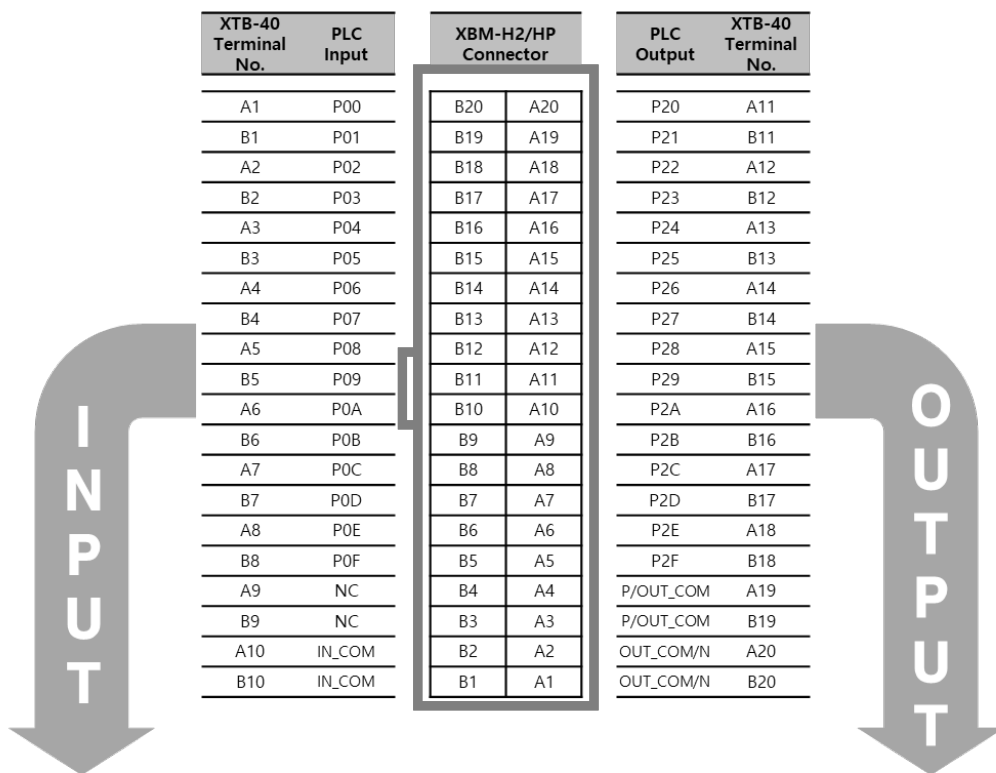 XTB-40 Terminal No. PLC Input XBM-H2/HP Connector PLC Output XTB-40 Terminal No.
A1 P00 B20 A20 P20 A11
B1 P01 B19 A19 P21 B11
A2 P02 B18 A18 P22 A12
B2 P03 B17 A17 P23 B12
A3 P04 B16 A16 P24 A13
B3 P05 B15 A15 P25 B13
A4 P06 B14 A14 P26 A14
B4 P07 B13 A13 P27 B14
A5 P08 B12 A12 P28 A15
B5 P09 B11 A11 P29 B15
A6 P0A B10 A10 P2A A16
B6 P0B B9 A9 P2B B16
A7 P0C B8 A8 P2C A17
B7 P0D B7 A7 P2D B17
A8 P0E B6 A6 P2E A18
B8 P0F B5 A5 P2F B18
A9 NC B4 A4 P/OUT_COM A19
B9 NC B3 A3 P/OUT_COM B19
A10 IN_COM B2 A2 OUT_COM/N A20
B10 IN_COM B1 A1 OUT_COM/N B20
INPUT
OUTPUT